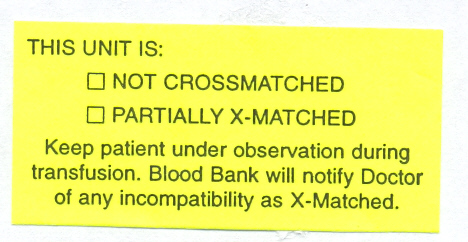 THIS UNIT IS:
☐ NOT CROSSMATCHED
☐ PARTIALLY X-MATCHED
Keep patient under observation during
transfusion. Blood Bank will notify Doctor
of any incompatibility as X-Matched.